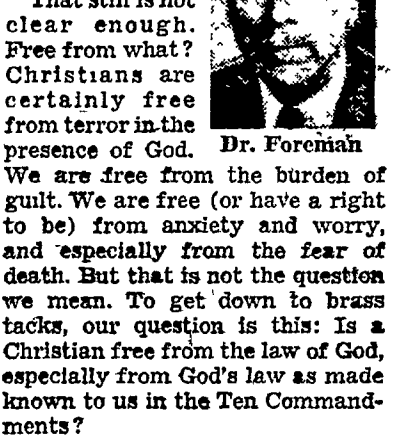 That still is not
clear enough.
Free from what?
Christians are
certainly free
from terror in the
presence of God.
Dr. Foreman
We are free from the burden of
guilt. We are free (or have a right
to be) from anxiety and worry,
and especially from the fear of
death. But that is not the question
we mean. To get down to brass
tacks, our question is this: Is a
Christian free from the law of God,
especially from God's law as made
known to us in the Ten Command-
ments?